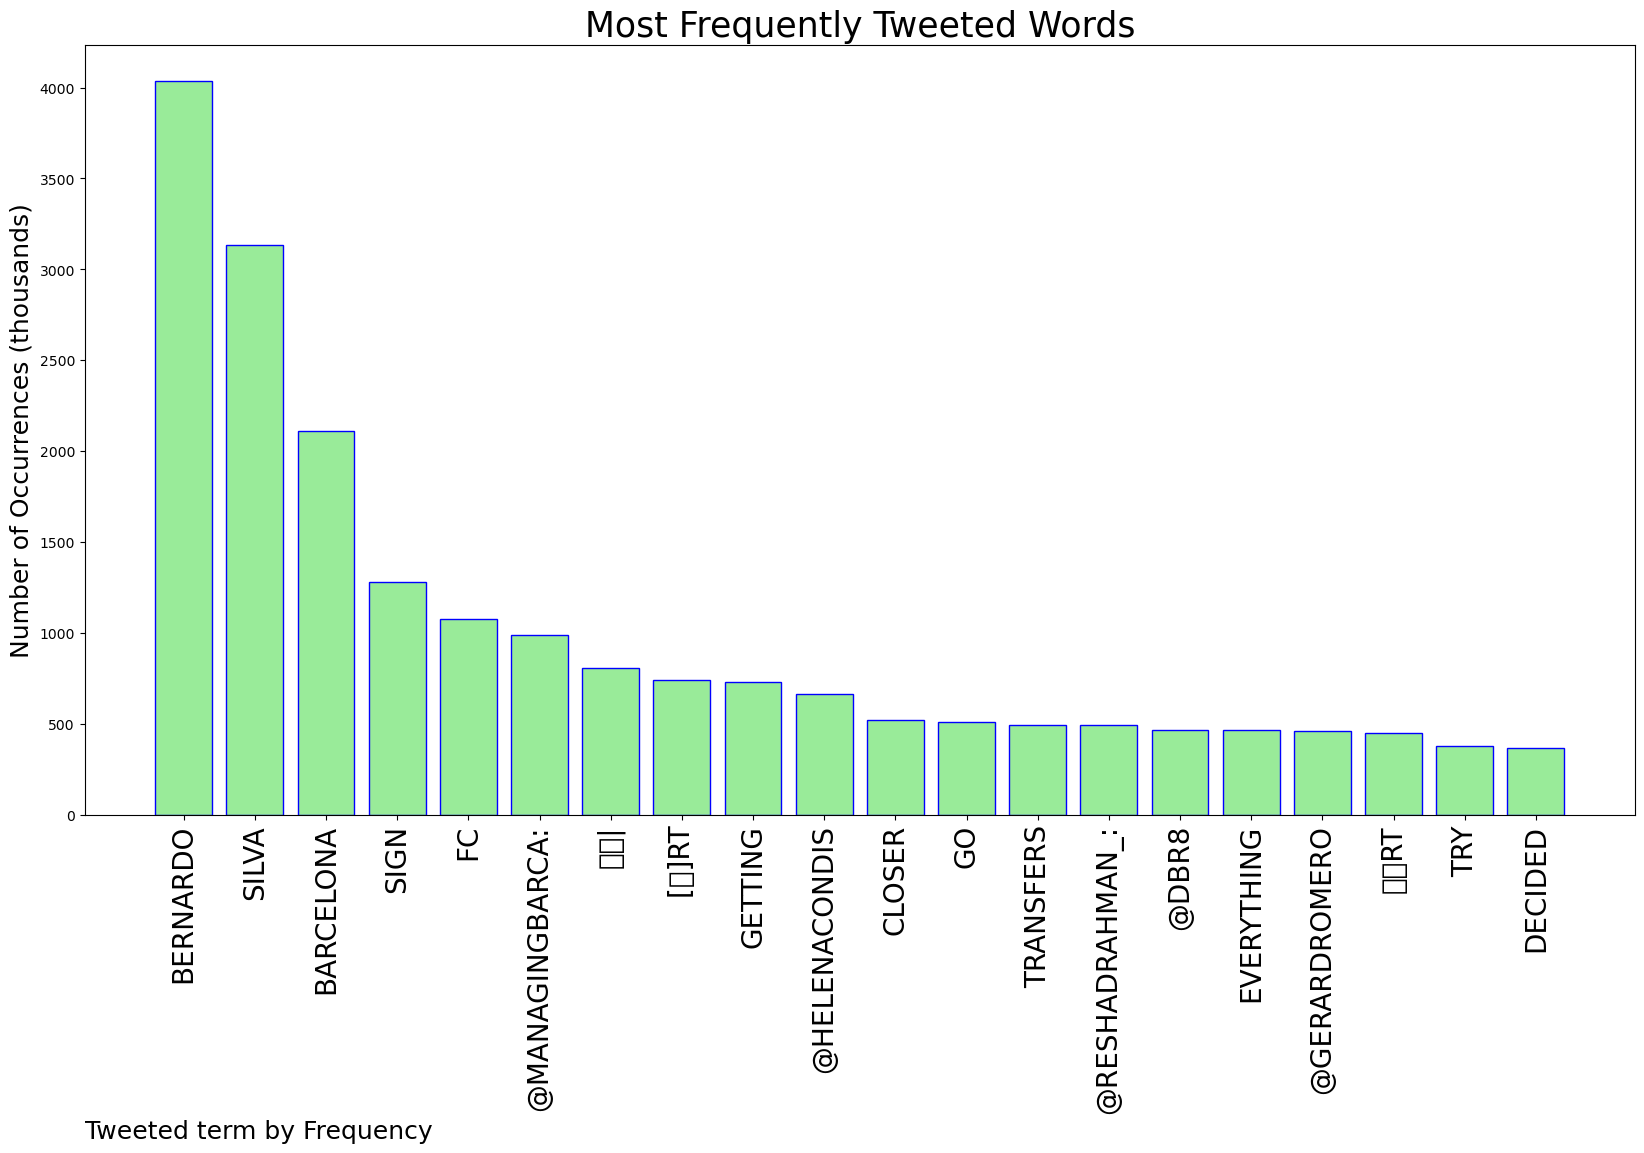 Most Frequently Tweeted Words
Number of Occurrences (thousands)
4000
3500
3000
2500
2000
1500
1000
500
0
BERNARDO
SILVA
BARCELONA
SIGN
FC
@MANAGINGBARCA:
▯▯|
[▯]RT
GETTING
@HELENACONDIS
CLOSER
GO
TRANSFERS
@RESHADRAHMAN_:
@DBR8
EVERYTHING
@GERARDROMERO
▯▯RT
TRY
DECIDED
Tweeted term by Frequency